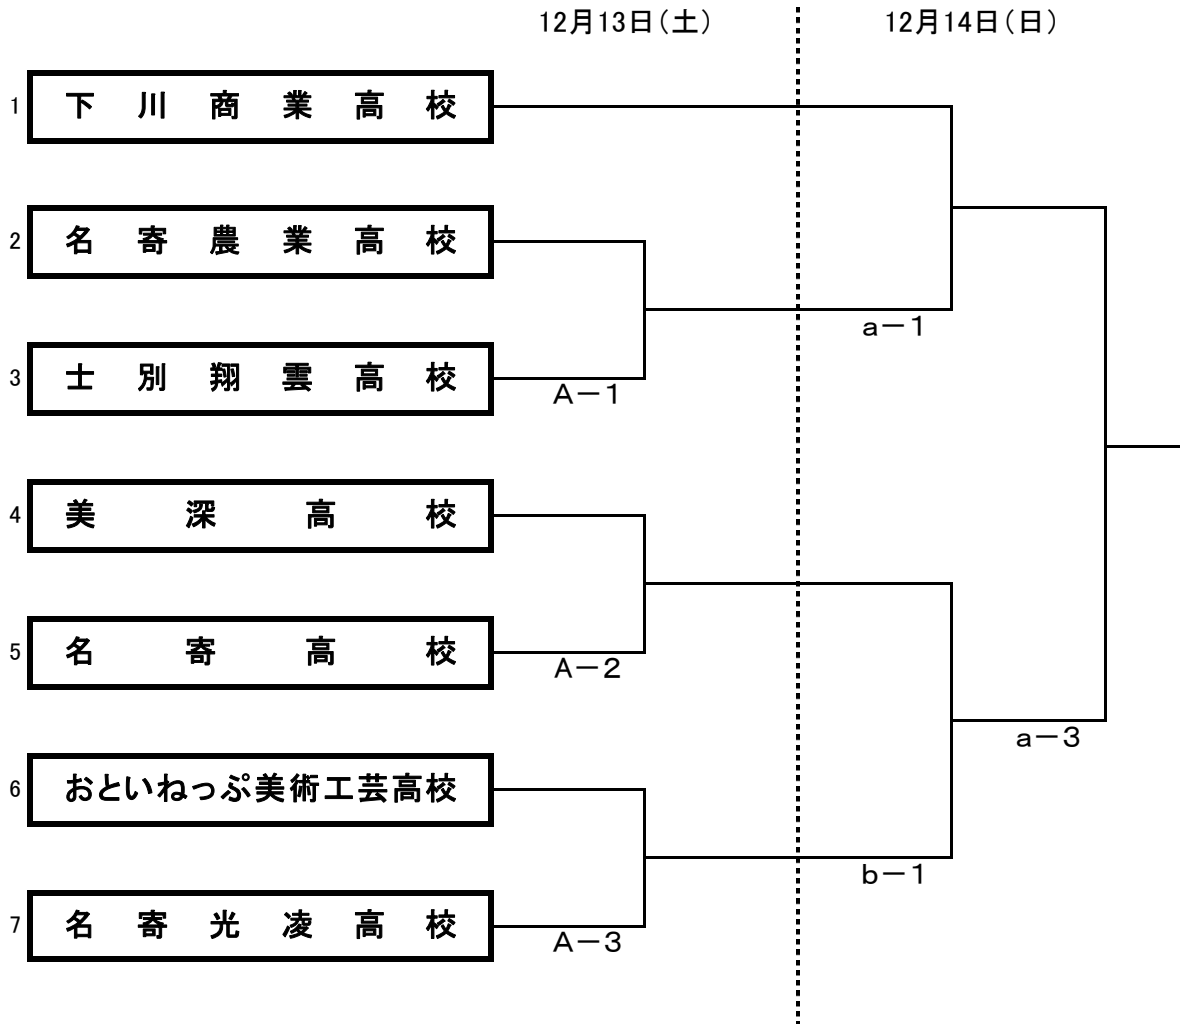 12月13日（土）
12月14日（日）
1 下川商業高校
2 名寄農業高校
a－1
3 士別翔雲高校
A－1
4 美深高校
5 名寄高校
A－2
a－3
6 おといねっぷ美術工芸高校
b－1
7 名寄光凌高校
A－3